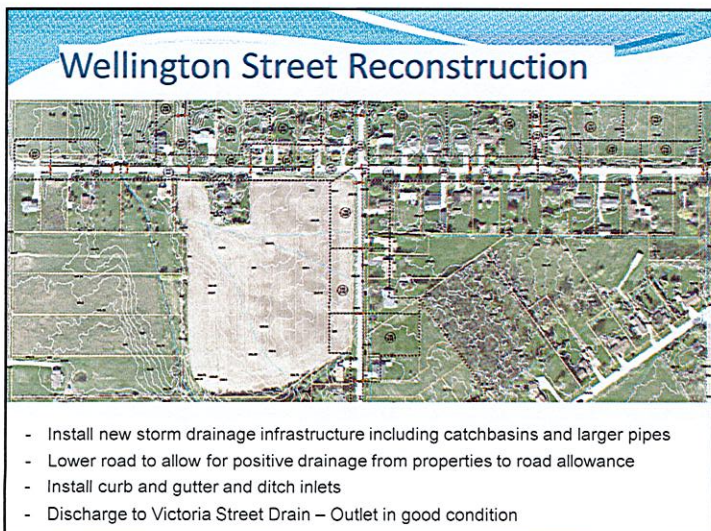 Wellington Street Reconstruction
- Install new storm drainage infrastructure including catchbasins and larger pipes
- Lower road to allow for positive drainage from properties to road allowance
- Install curb and gutter and ditch inlets
- Discharge to Victoria Street Drain – Outlet in good condition